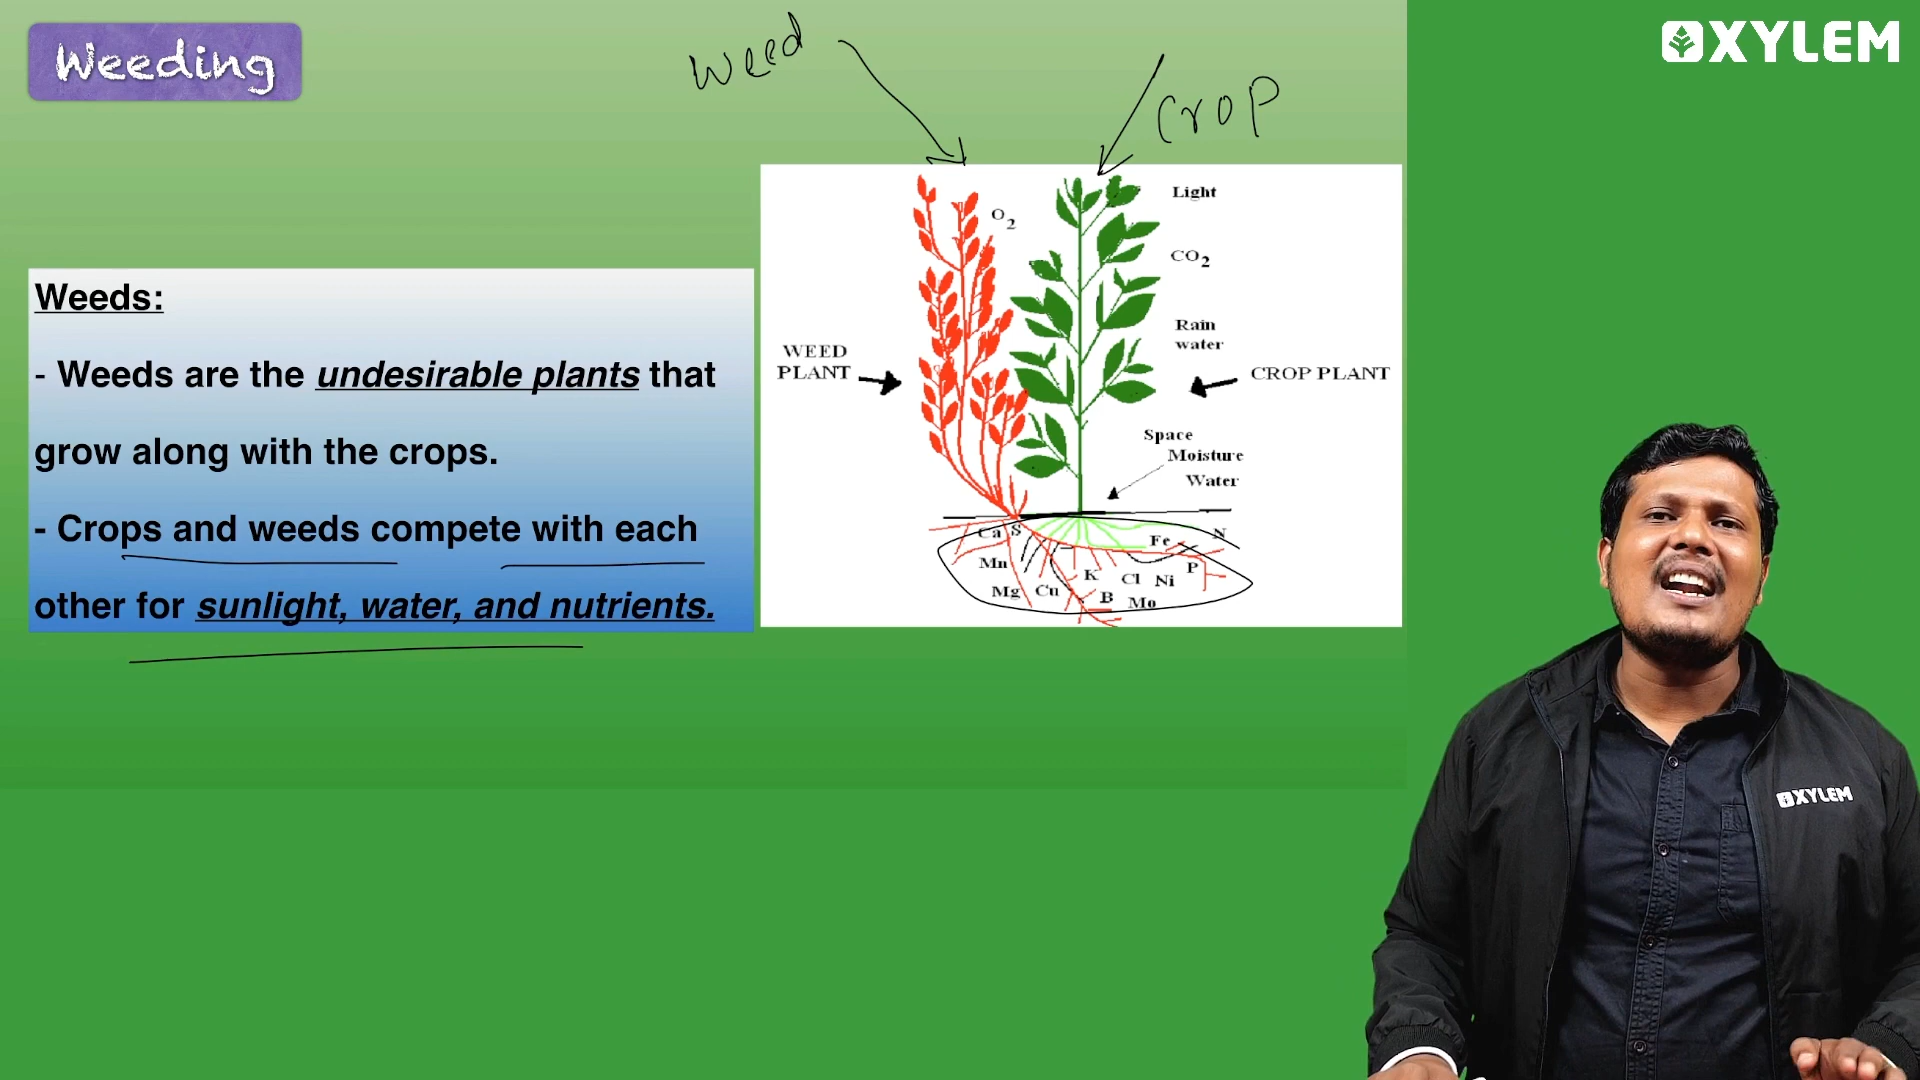 Weeding
weed
crop
XYLEM
Weeds:
- Weeds are the undesirable plants that
grow along with the crops.
- Crops and weeds compete with each
other for sunlight, water, and nutrients.
O2
Light
CO2
Rain
water
WEED
PLANT
CROP PLANT
Space
Moisture
Water
Ca S
Fe
N
Mn
K
Cl
Ni
P
Mg
Cu
B
Mo
XYLEM